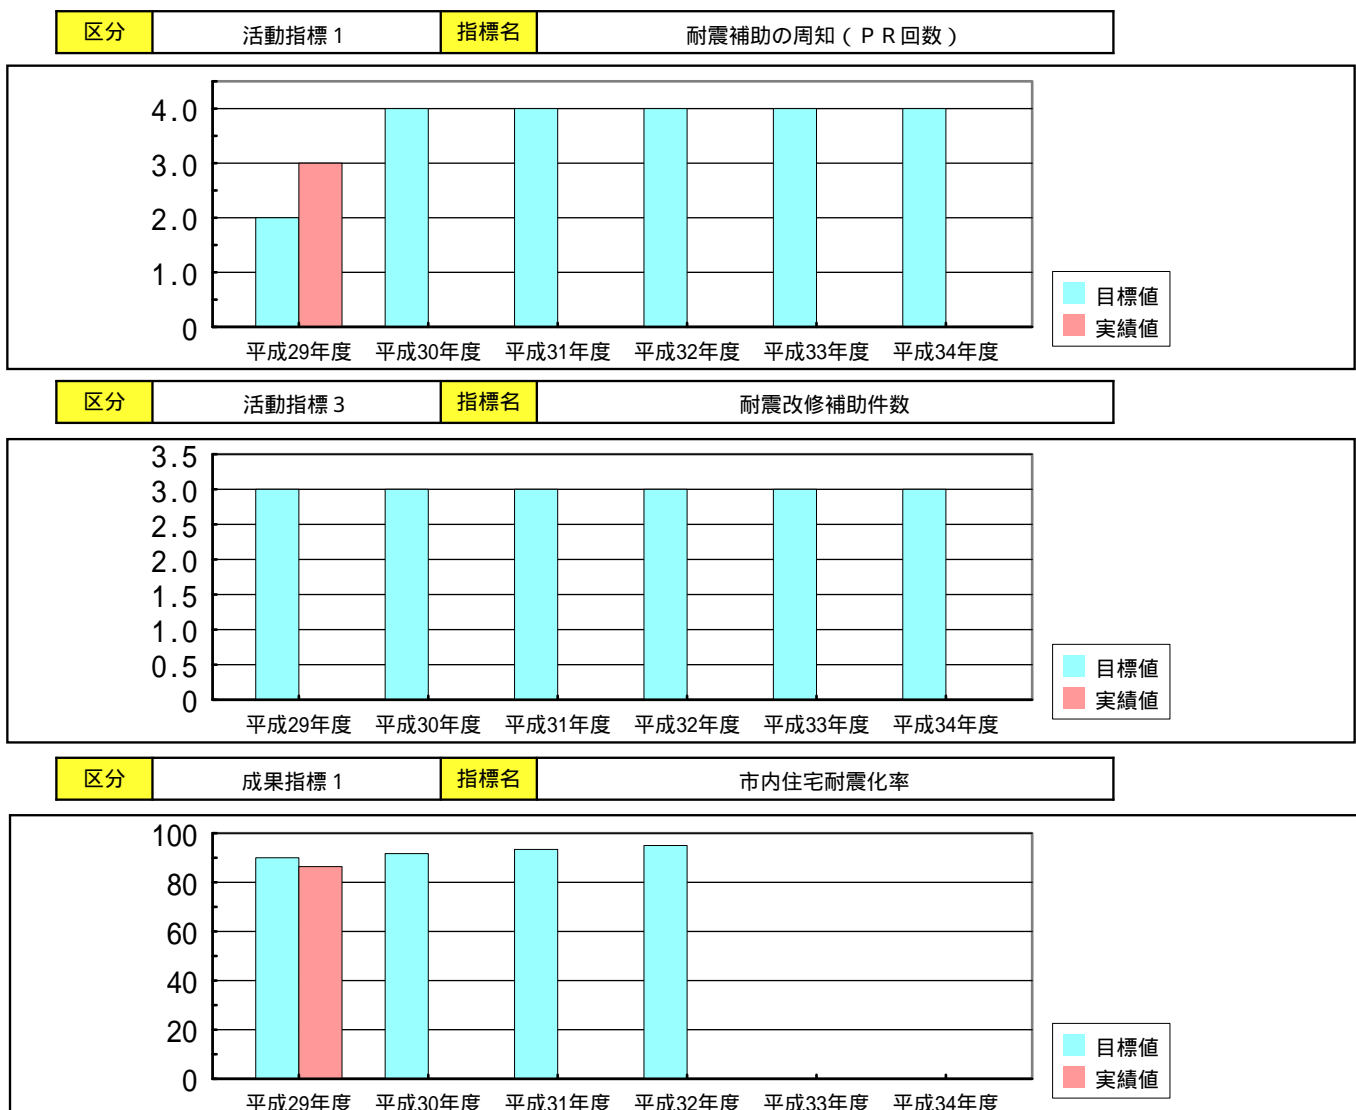 区分 活動指標１ 指標名 耐震補助の周知（ＰＲ回数）
4.0
3.0
2.0
1.0
0
目標値
実績値
平成29年度 平成30年度 平成31年度 平成32年度 平成33年度 平成34年度
区分 活動指標３ 指標名 耐震改修補助件数
3.5
3.0
2.5
2.0
1.5
1.0
0.5
0
目標値
実績値
平成29年度 平成30年度 平成31年度 平成32年度 平成33年度 平成34年度
区分 成果指標１ 指標名 市内住宅耐震化率
100
80
60
40
20
0
目標値
実績値
平成29年度 平成30年度 平成31年度 平成32年度 平成33年度 平成34年度